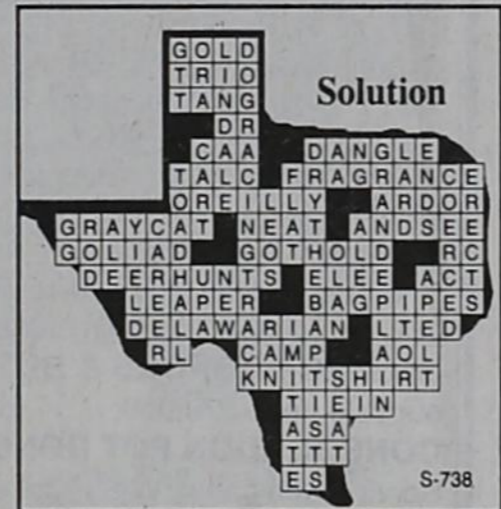 GOLD
TRIO
TANG
Solution
DR
CAA DANGLE
TALC FRAGRANCE
OREILLY ARDOR
GRAYCAT NEAT ANDSEE
GOLIAD GOTHOLD RC
DEERHUNTS ELEE ACT
LEAPER BAGPIPES
DELAWARIAN LTED
RL CAMP AOL
KNITSHIRT
TIEIN
ASA
TTT
ES
S-738